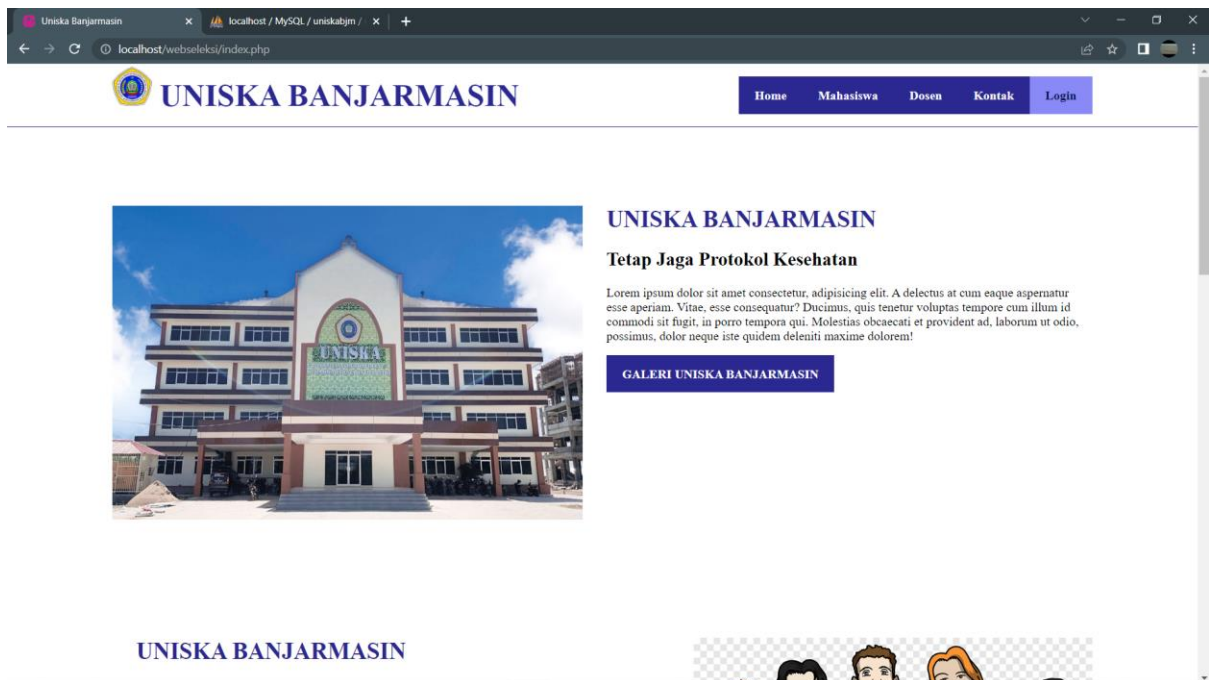 Uniska Banjarmasin
localhost / MySQL / uniskabjm /
localhost/webseleksi/index.php
UNISKA BANJARMASIN
Home Mahasiswa Dosen Kontak Login
UNISKA
UNISKA BANJARMASIN
Tetap Jaga Protokol Kesehatan
Lorem ipsum dolor sit amet consectetur, adipisicing elit. A delectus at cum eaque aspernatur
esse aperiam. Vitae, esse consequatur? Ducimus, quis tenetur voluptas tempore cum illum id
commodi sit fugit, in porro tempora qui. Molestias obcaecati et provident ad, laborum ut odio,
possimus, dolor neque iste quidem deleniti maxime dolorem!
GALERI UNISKA BANJARMASIN
UNISKA BANJARMASIN